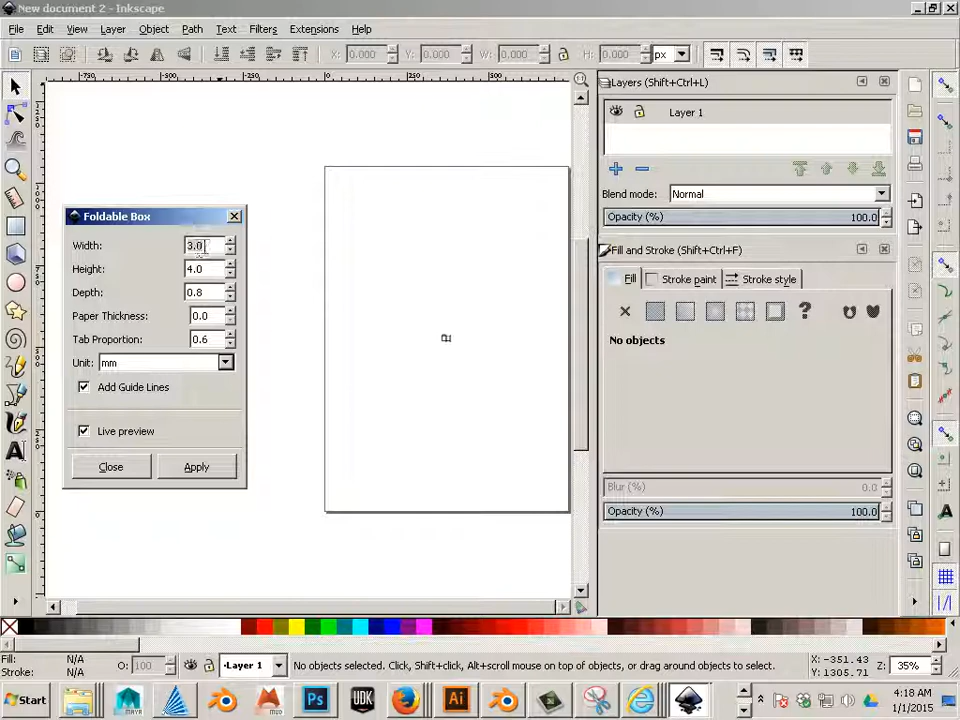 New document 2 - Inkscape
File Edit View Layer Object Path Text Filters Extensions Help
X: 0.000 Y: 0.000 W: 0.000 H: 0.000 px
Layers (Shift+Ctrl+L)
Layer 1
Blend mode: Normal
Opacity (%) 100.0
Fill and Stroke (Shift+Ctrl+F)
Fill Stroke paint Stroke style
No objects
Blur (%) 0.0
Opacity (%) 100.0
Foldable Box
Width: 3.0
Height: 4.0
Depth: 0.8
Paper Thickness: 0.0
Tab Proportion: 0.6
Unit: mm
Add Guide Lines
Live preview
Close Apply
Fill: N/A
Stroke: N/A
O: 100
Layer 1
No objects selected. Click, Shift+click, Alt+scroll mouse on top of objects, or drag around objects to select.
X: -351.43
Y: 1305.71
Z: 35%
Start
MAYA
MUD
Ps
UDK
Ai
4:18 AM
1/1/2015